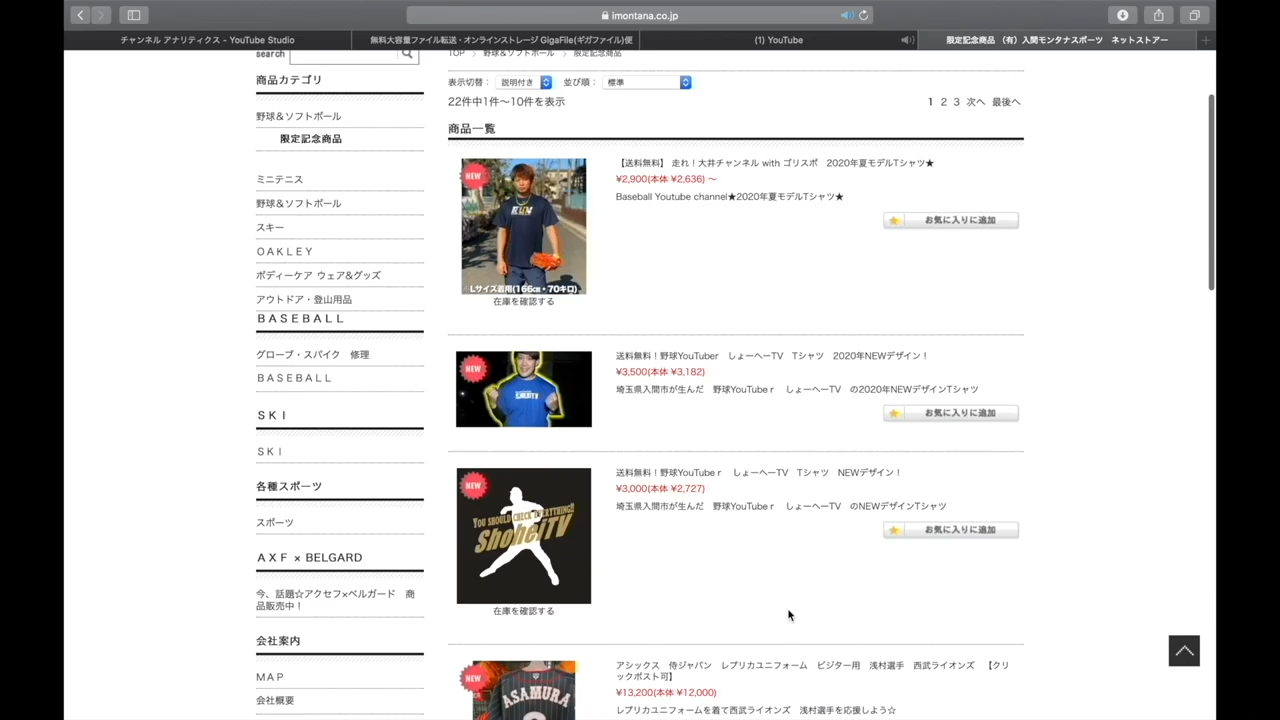 imontana.co.jp
チャンネル アナリティクス - YouTube Studio
無料大容量ファイル転送・オンラインストレージ GigaFile(ギガファイル)便
(1) YouTube
限定記念商品 （有）入間モンタナスポーツ ネットストアー
search
TOP > 野球＆ソフトボール > 限定記念商品
商品カテゴリ
野球＆ソフトボール
限定記念商品
ミニテニス
野球＆ソフトボール
スキー
ＯＡＫＬＥＹ
ボディーケア ウェア&グッズ
アウトドア・登山用品
ＢＡＳＥＢＡＬＬ
グローブ・スパイク　修理
ＢＡＳＥＢＡＬＬ
ＳＫＩ
ＳＫＩ
各種スポーツ
スポーツ
ＡＸＦ × BELGARD
今、話題☆アクセフ×ベルガード　商
品販売中！
会社案内
ＭＡＰ
会社概要
表示切替： 説明付き 並び順： 標準
22件中1件〜10件を表示
1 2 3 次へ 最後へ
商品一覧
NEW
RUN
Lサイズ着用(166cm・70キロ)
在庫を確認する
【送料無料】 走れ！大井チャンネル with ゴリスポ　2020年夏モデルTシャツ★
¥2,900(本体 ¥2,636) 〜
Baseball Youtube channel★2020年夏モデルTシャツ★
お気に入りに追加
NEW
SHOHEITV
送料無料！野球YouTuber　しょーへーTV　Tシャツ　2020年NEWデザイン！
¥3,500(本体 ¥3,182)
埼玉県入間市が生んだ　野球YouTubeｒ　しょーへーTV　の2020年NEWデザインTシャツ
お気に入りに追加
NEW
YOU SHOULD CHECK EVERYTHING!!
ShoheiTV
在庫を確認する
送料無料！野球YouTubeｒ　しょーへーTV　Tシャツ　NEWデザイン！
¥3,000(本体 ¥2,727)
埼玉県入間市が生んだ　野球YouTubeｒ　しょーへーTV　のNEWデザインTシャツ
お気に入りに追加
NEW
ASAMURA
アシックス　侍ジャパン　レプリカユニフォーム　ビジター用　浅村選手　西武ライオンズ　【クリ
ックポスト可】
¥13,200(本体 ¥12,000)
レプリカユニフォームを着て西武ライオンズ　浅村選手を応援しよう☆